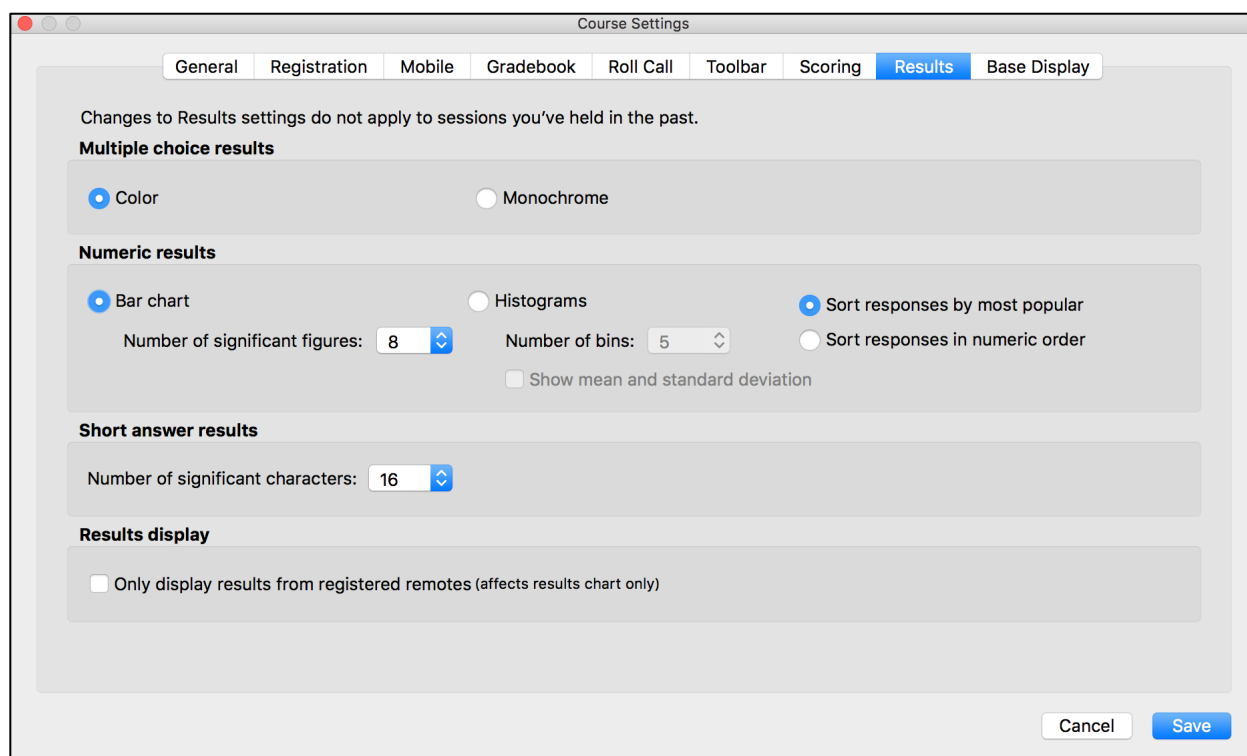 Course Settings
General Registration Mobile Gradebook Roll Call Toolbar Scoring Results Base Display
Changes to Results settings do not apply to sessions you've held in the past.
Multiple choice results
Color Monochrome
Numeric results
Bar chart Histograms Sort responses by most popular
Number of significant figures: 8 Number of bins: 5 Sort responses in numeric order
Show mean and standard deviation
Short answer results
Number of significant characters: 16
Results display
Only display results from registered remotes (affects results chart only)
Cancel Save